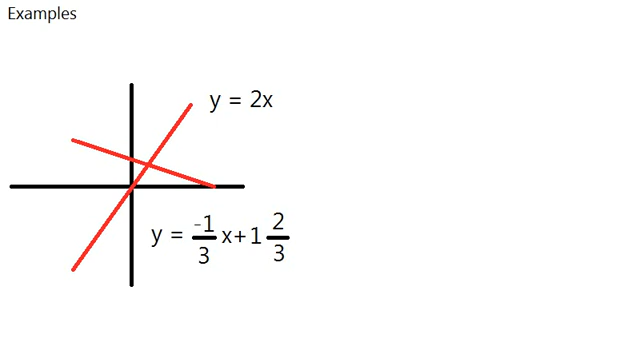 Examples
y = 2x
y = -1/3 x+1 2/3